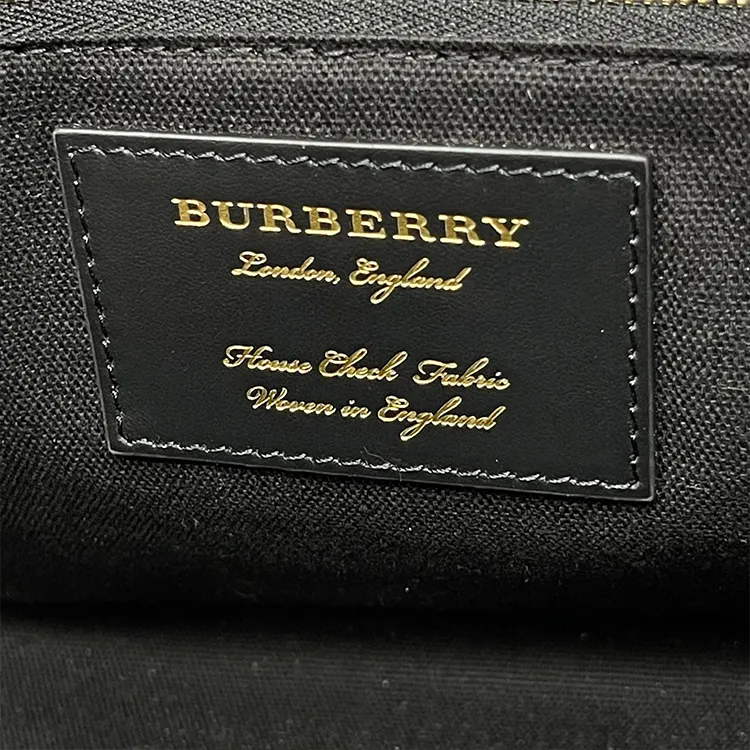 BURBERRY
London, England
House Check Fabric
Woven in England